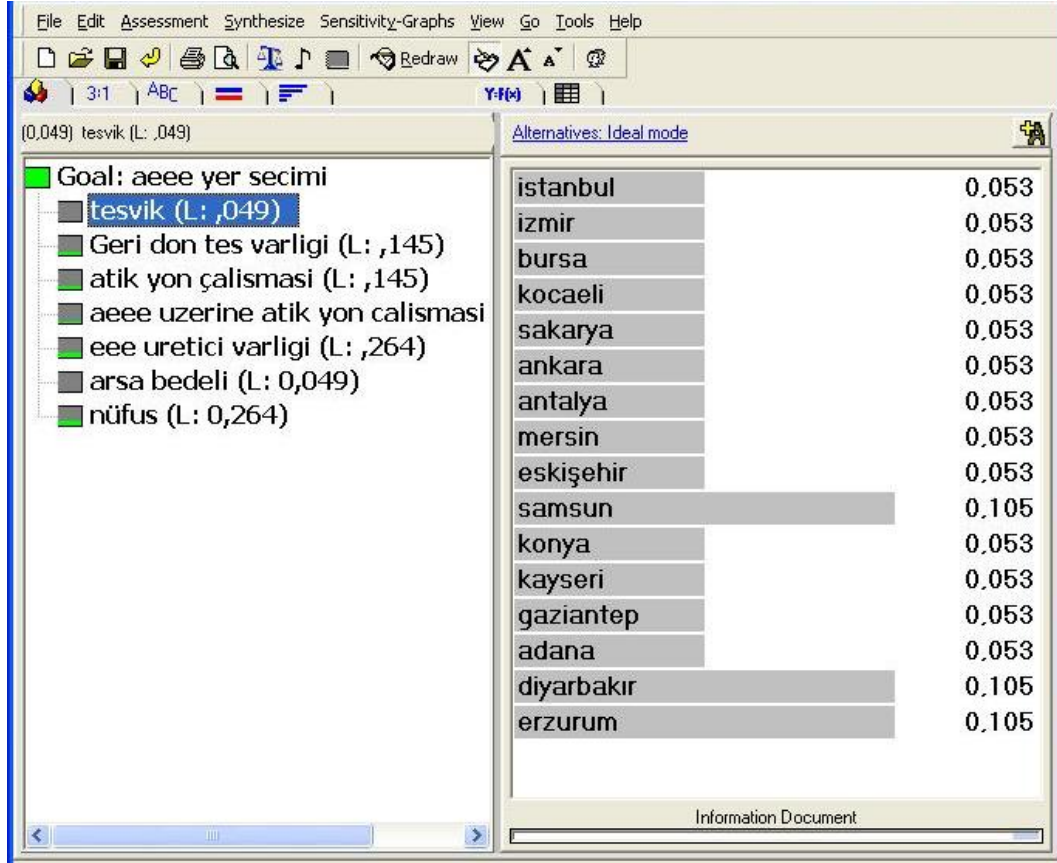 File Edit Assessment Synthesize Sensitivity-Graphs View Go Tools Help
Redraw A A
3:1 ABC Y=F(x)
(0,049) tesvik (L: ,049)
Goal: aeee yer secimi
tesvik (L: ,049)
Geri don tes varligi (L: ,145)
atik yon çalismasi (L: ,145)
aeee uzerine atik yon calismasi
eee uretici varligi (L: ,264)
arsa bedeli (L: 0,049)
nüfus (L: 0,264)
Alternatives: Ideal mode
istanbul 0,053
izmir 0,053
bursa 0,053
kocaeli 0,053
sakarya 0,053
ankara 0,053
antalya 0,053
mersin 0,053
eskişehir 0,053
samsun 0,105
konya 0,053
kayseri 0,053
gaziantep 0,053
adana 0,053
diyarbakır 0,105
erzurum 0,105
Information Document